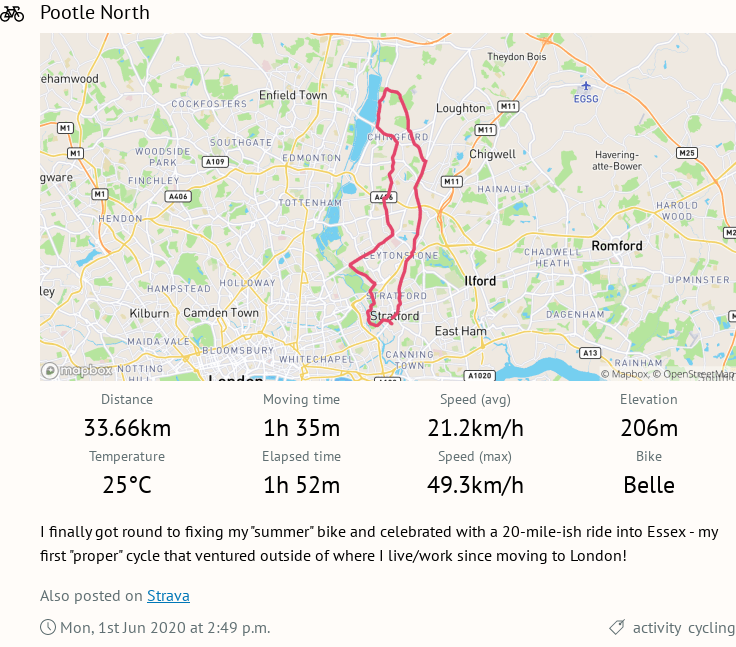 Pootle North
ehamwood
Theydon Bois
EGSG
COCKFOSTERS
Enfield Town
Loughton
M11
M1
SOUTHGATE
CHINGFORD
M11
M1
WOODSIDE
PARK
A109
EDMONTON
Chigwell
Havering-
atte-Bower
M25
gware
FINCHLEY
M11
M1
A406
TOTTENHAM
A406
HAINAULT
HENDON
HAROLD
WOOD
M2
Romford
LEYTONSTONE
CHADWELL
HEATH
ley
HAMPSTEAD
HOLLOWAY
Ilford
UPMINSTER
STRATFORD
Kilburn
Camden Town
Stratford
DAGENHAM
East Ham
MAIDA VALE
BLOOMSBURY
WHITECHAPEL
CANNING
TOWN
A13
RAINHAM
mapbox
NOTTING
London
A1020
© Mapbox, © OpenStreetMap
Distance
Moving time
Speed (avg)
Elevation
33.66km
1h 35m
21.2km/h
206m
Temperature
Elapsed time
Speed (max)
Bike
25°C
1h 52m
49.3km/h
Belle
I finally got round to fixing my "summer" bike and celebrated with a 20-mile-ish ride into Essex - my
first "proper" cycle that ventured outside of where I live/work since moving to London!
Also posted on Strava
Mon, 1st Jun 2020 at 2:49 p.m.
activity cycling